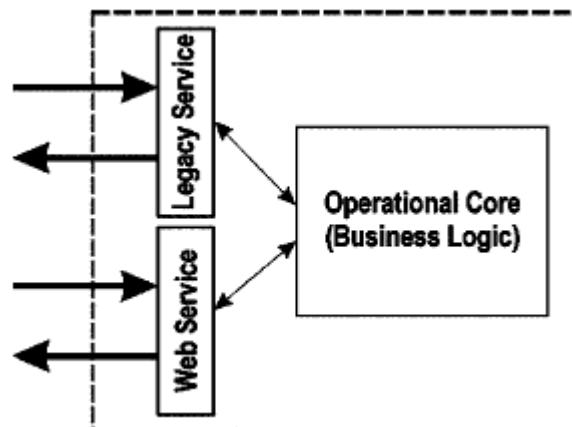 Legacy Service
Operational Core
(Business Logic)
Web Service